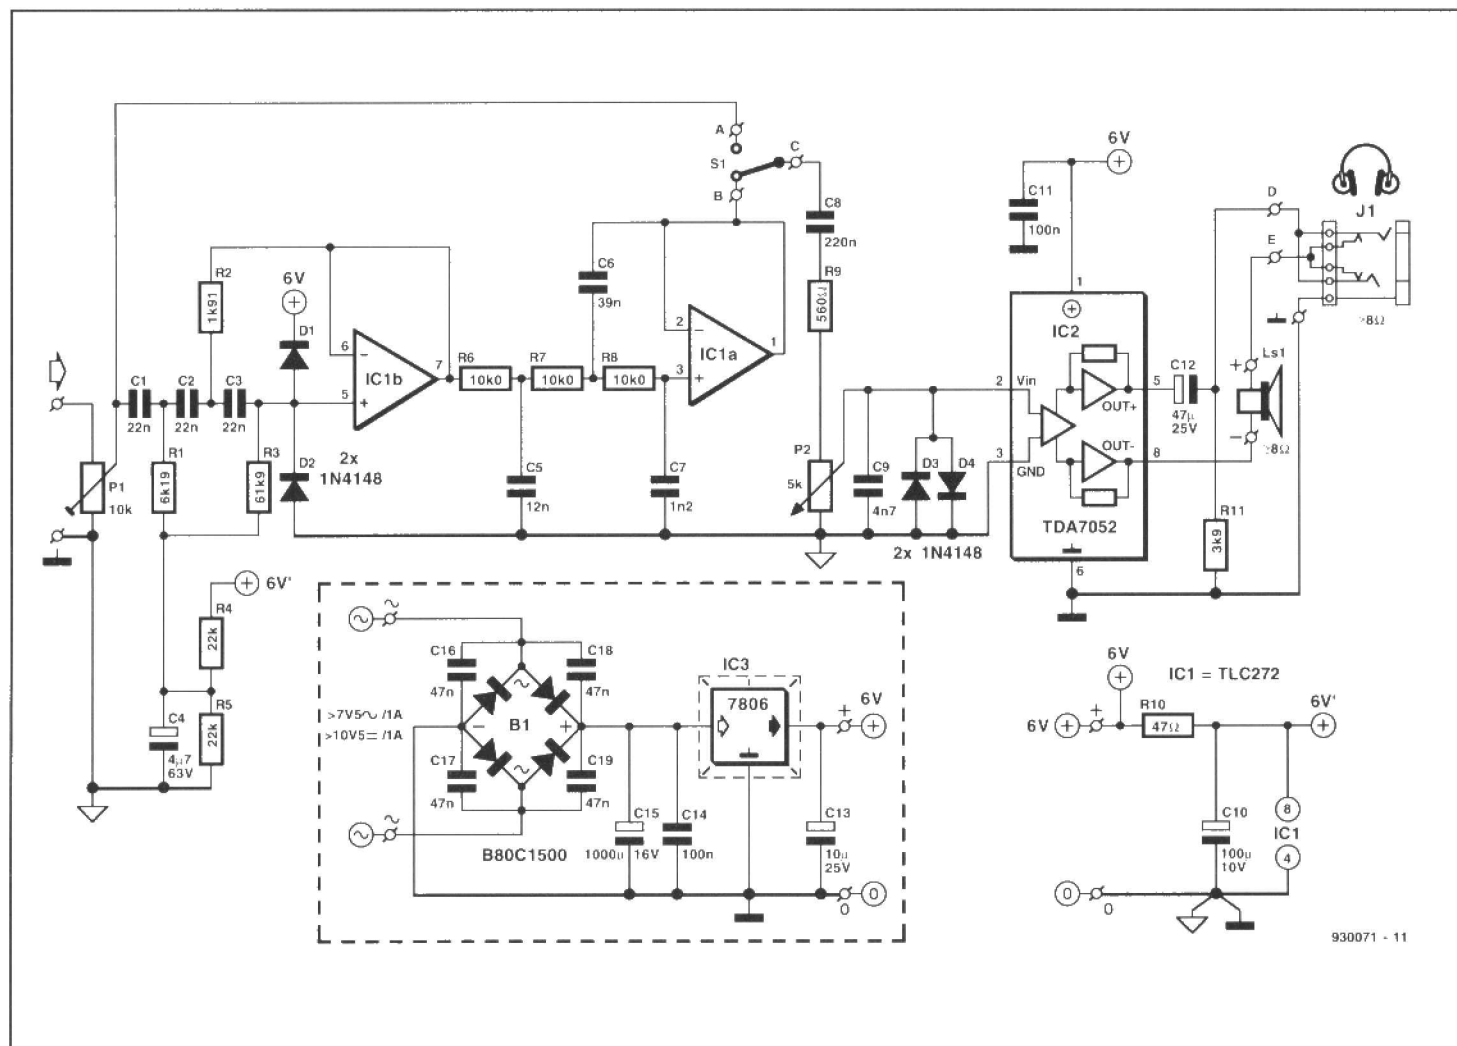 A
S1
C
B
C8
220n
R9
560Ω
6V
C11
100n
D
E
J1
>8Ω
R2
1k91
6V
D1
C6
39n
6
5
7
IC1b
2
3
1
IC1a
R6
10k0
R7
10k0
R8
10k0
C1
22n
C2
22n
C3
22n
P1
10k
R1
6k19
R3
61k9
D2
2x
1N4148
C5
12n
C7
1n2
P2
5k
C9
4n7
D3
D4
2x 1N4148
1
IC2
2
Vin
3
GND
OUT+
OUT-
5
8
TDA7052
6
C12
47µ
25V
R11
3k9
Ls1
+
−
>8Ω
6V'
R4
22k
R5
22k
C4
4µ7
63V
~
C16
47n
C18
47n
>7V5~/1A
>10V5=/1A
~
−
B1
+
~
C17
47n
C19
47n
~
B80C1500
C15
1000µ 16V
C14
100n
IC3
7806
+
6V
C13
10µ
25V
0
0
6V
IC1 = TLC272
6V
+
R10
47Ω
6V'
C10
100µ
10V
8
IC1
4
0
0
930071 - 11